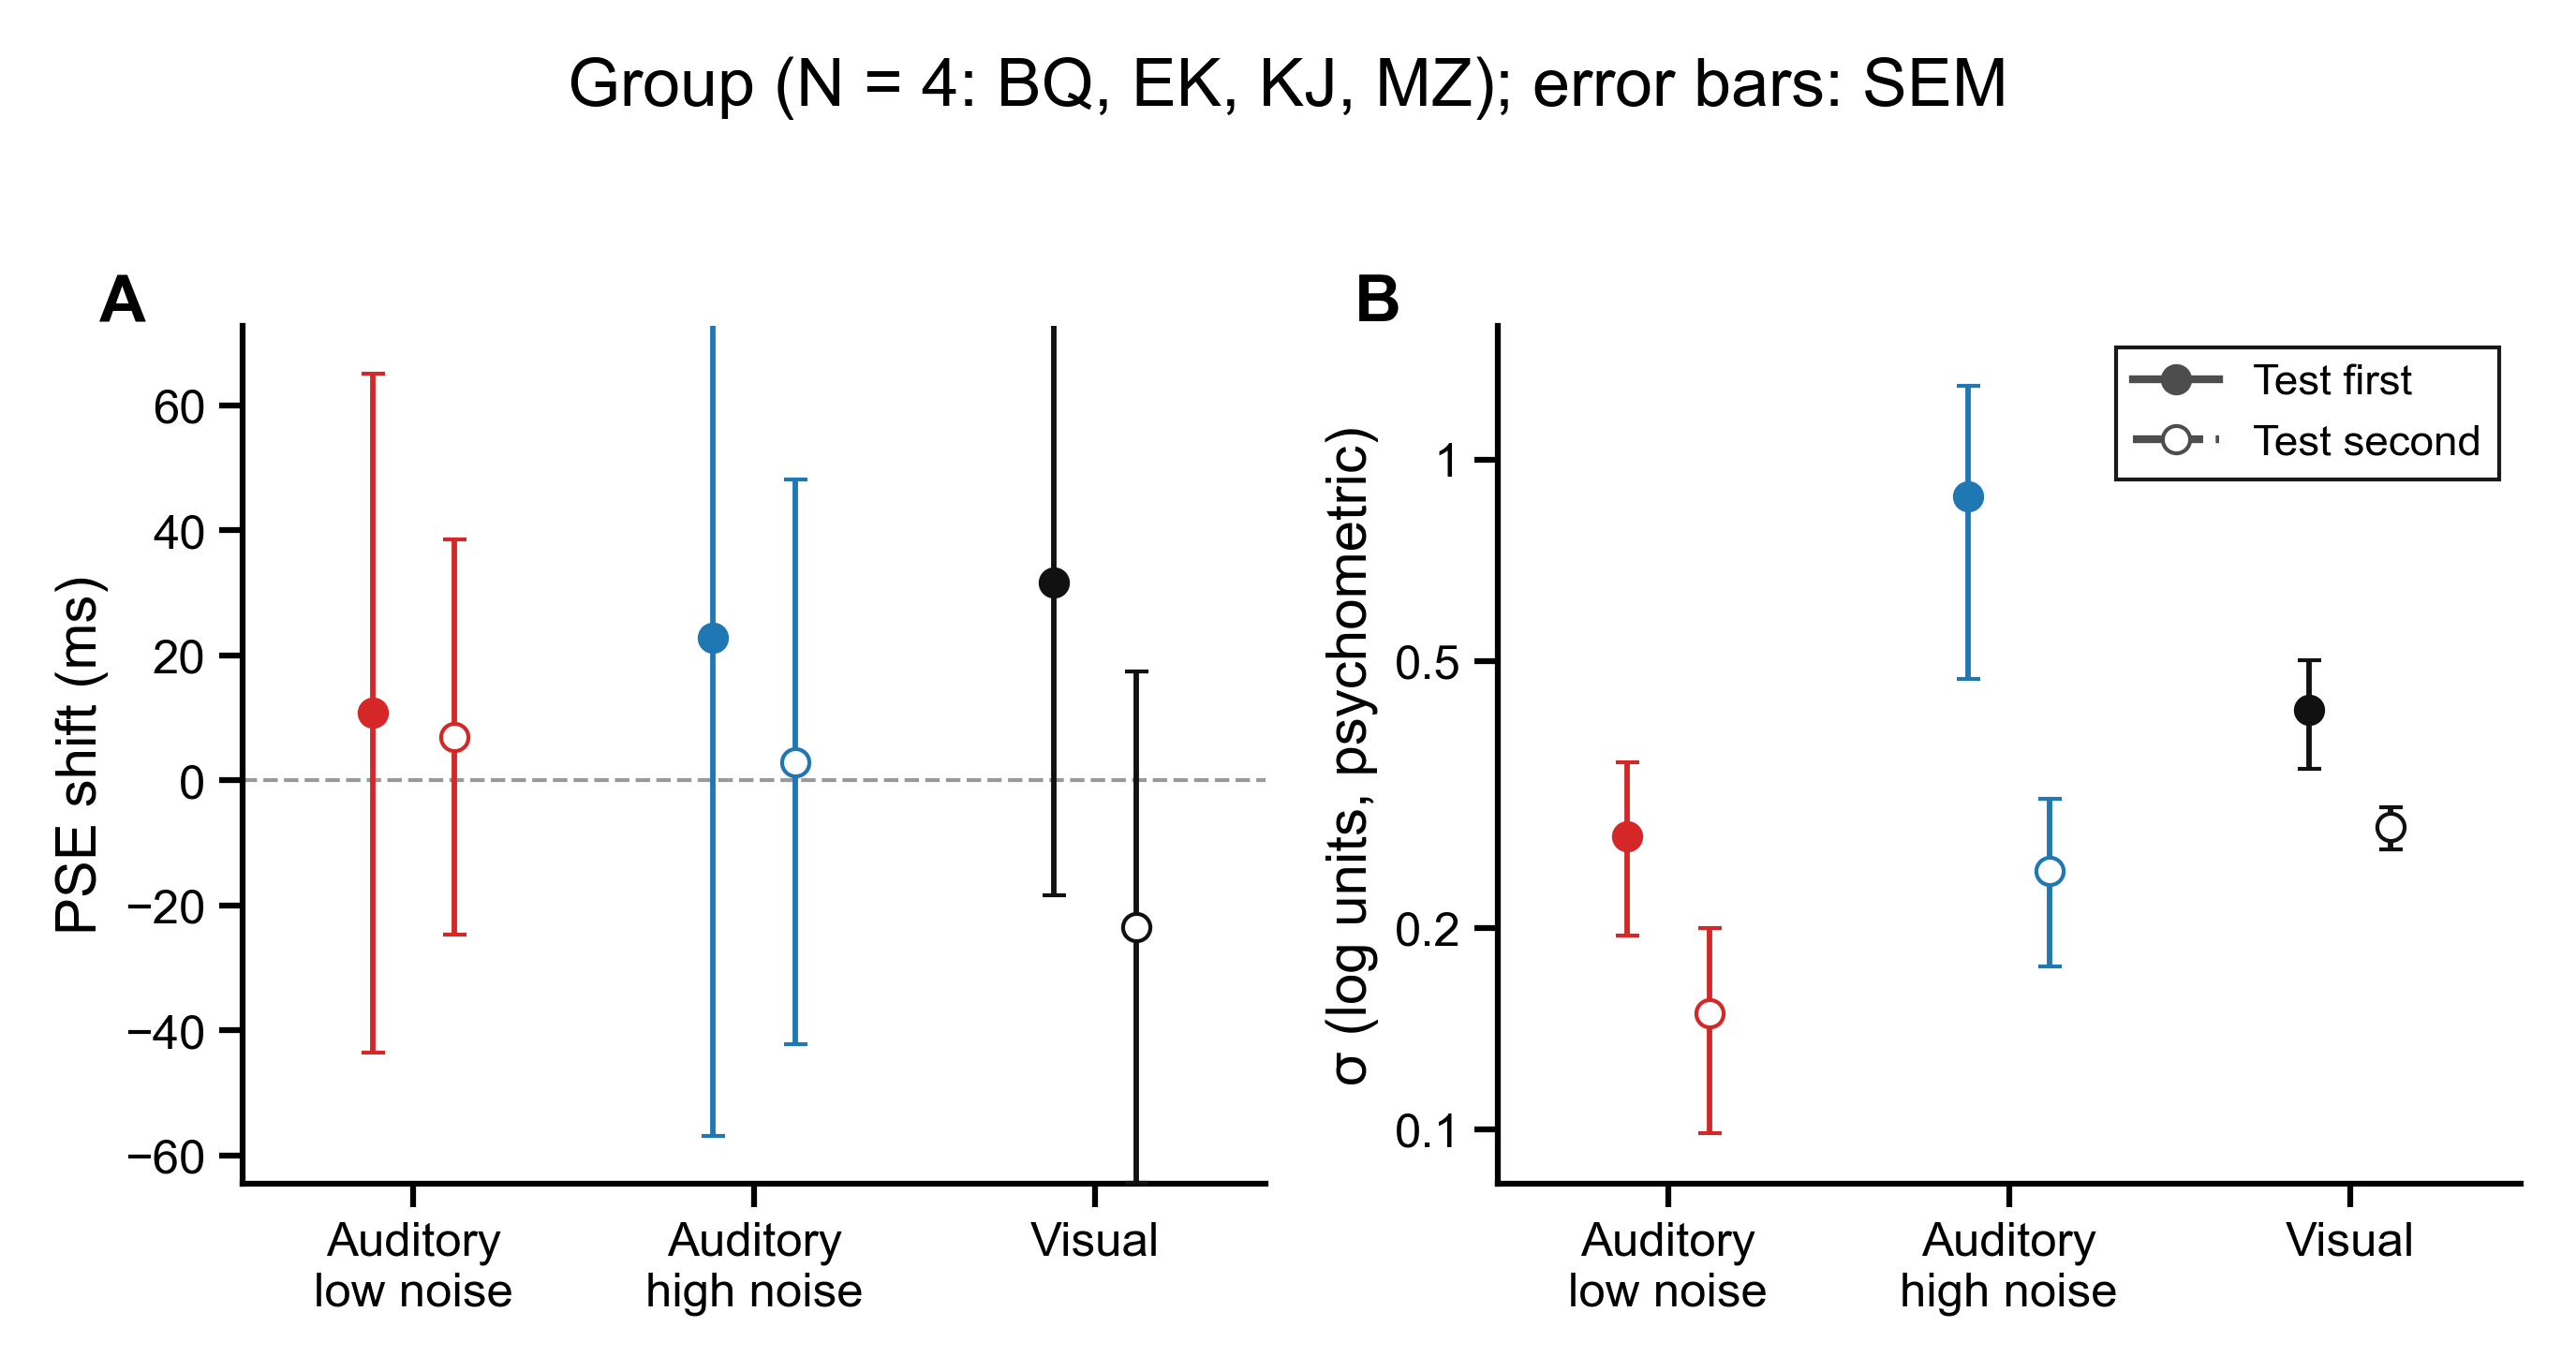 Group (N = 4: BQ, EK, KJ, MZ); error bars: SEM
A
PSE shift (ms)
60
40
20
0
−20
−40
−60
Auditory
low noise
Auditory
high noise
Visual
B
σ (log units, psychometric)
1
0.5
0.2
0.1
Test first
Test second
Auditory
low noise
Auditory
high noise
Visual